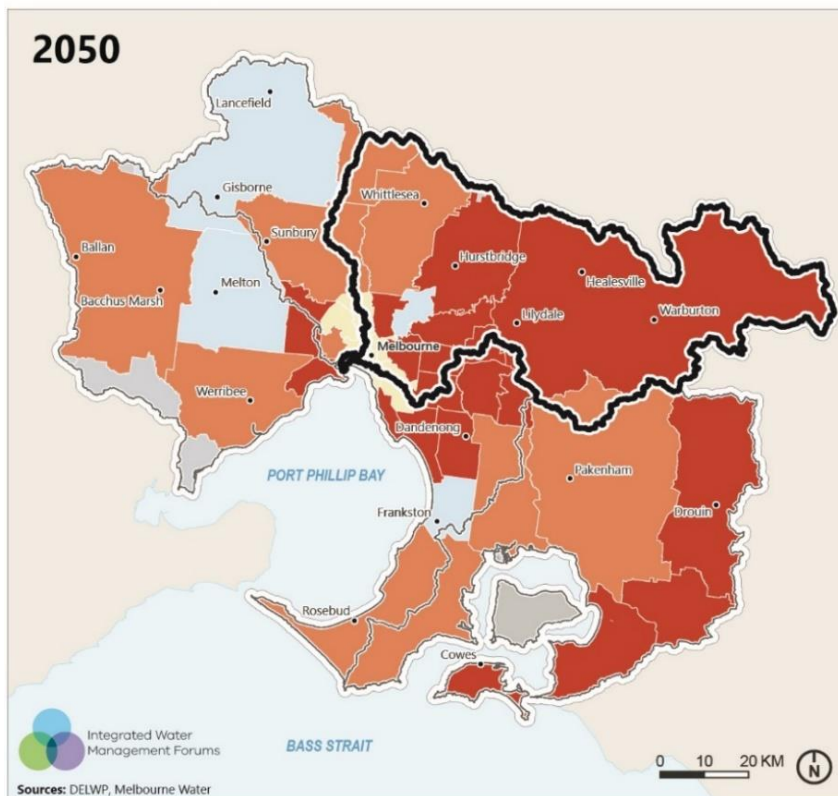 2050
Lancefield
Gisborne
Whittlesea
Sunbury
Ballan
Hurstbridge
Healesville
Bacchus Marsh
Melton
Lilydale
Warburton
Melbourne
Werribee
Dandenong
PORT PHILLIP BAY
Pakenham
Frankston
Drouin
Rosebud
Cowes
Integrated Water
Management Forums
BASS STRAIT
0 10 20 KM
N
Sources: DELWP, Melbourne Water